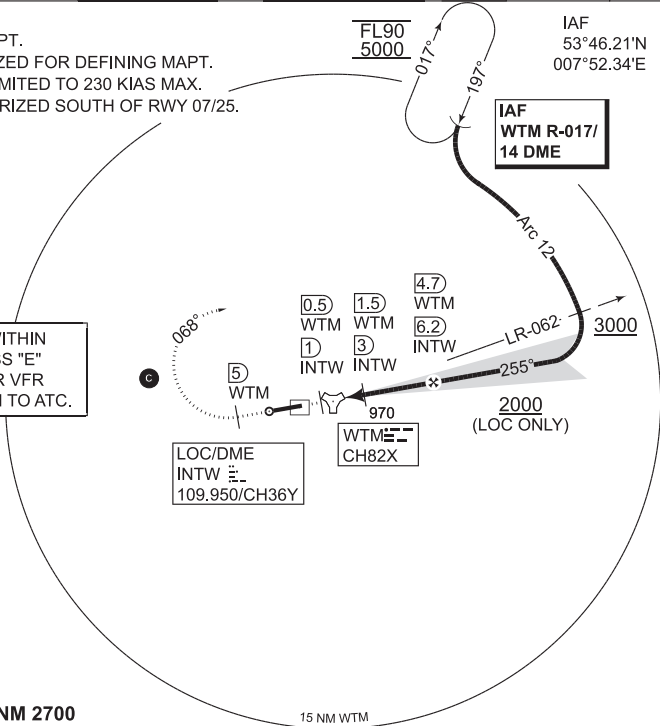 PT.
ZED FOR DEFINING MAPT.
MITED TO 230 KIAS MAX.
RIZED SOUTH OF RWY 07/25.
FL90
5000
017°
197°
IAF
53°46.21'N
007°52.34'E
IAF
WTM R-017/
14 DME
Arc 12
LR-062
3000
255°
2000
(LOC ONLY)
4.7
WTM
6.2
INTW
1.5
WTM
3
INTW
0.5
WTM
1
INTW
068°
5
WTM
C
ITHIN
SS "E"
R VFR
TO ATC.
970
WTM
CH82X
LOC/DME
INTW
109.950/CH36Y
NM 2700
15 NM WTM